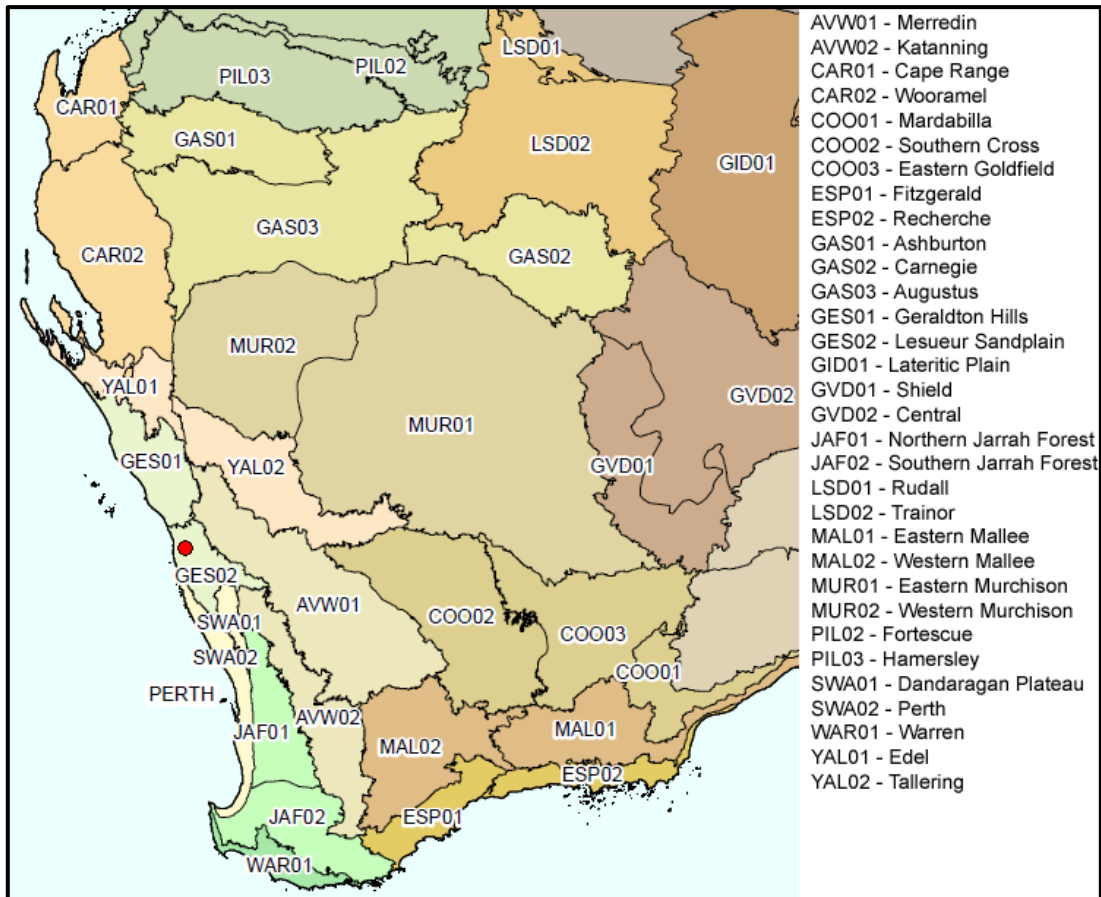 LSD01
PIL02
PIL03
CAR01
GAS01
LSD02
GID01
GAS03
CAR02
GAS02
MUR02
YAL01
GVD02
MUR01
GES01
YAL02
GVD01
GES02
AVW01
COO02
SWA01
COO03
SWA02
COO01
PERTH
AVW02
JAF01
MAL02
MAL01
ESP02
JAF02
ESP01
WAR01
AVW01 - Merredin
AVW02 - Katanning
CAR01 - Cape Range
CAR02 - Wooramel
COO01 - Mardabilla
COO02 - Southern Cross
COO03 - Eastern Goldfield
ESP01 - Fitzgerald
ESP02 - Recherche
GAS01 - Ashburton
GAS02 - Carnegie
GAS03 - Augustus
GES01 - Geraldton Hills
GES02 - Lesueur Sandplain
GID01 - Lateritic Plain
GVD01 - Shield
GVD02 - Central
JAF01 - Northern Jarrah Forest
JAF02 - Southern Jarrah Forest
LSD01 - Rudall
LSD02 - Trainor
MAL01 - Eastern Mallee
MAL02 - Western Mallee
MUR01 - Eastern Murchison
MUR02 - Western Murchison
PIL02 - Fortescue
PIL03 - Hamersley
SWA01 - Dandaragan Plateau
SWA02 - Perth
WAR01 - Warren
YAL01 - Edel
YAL02 - Tallering